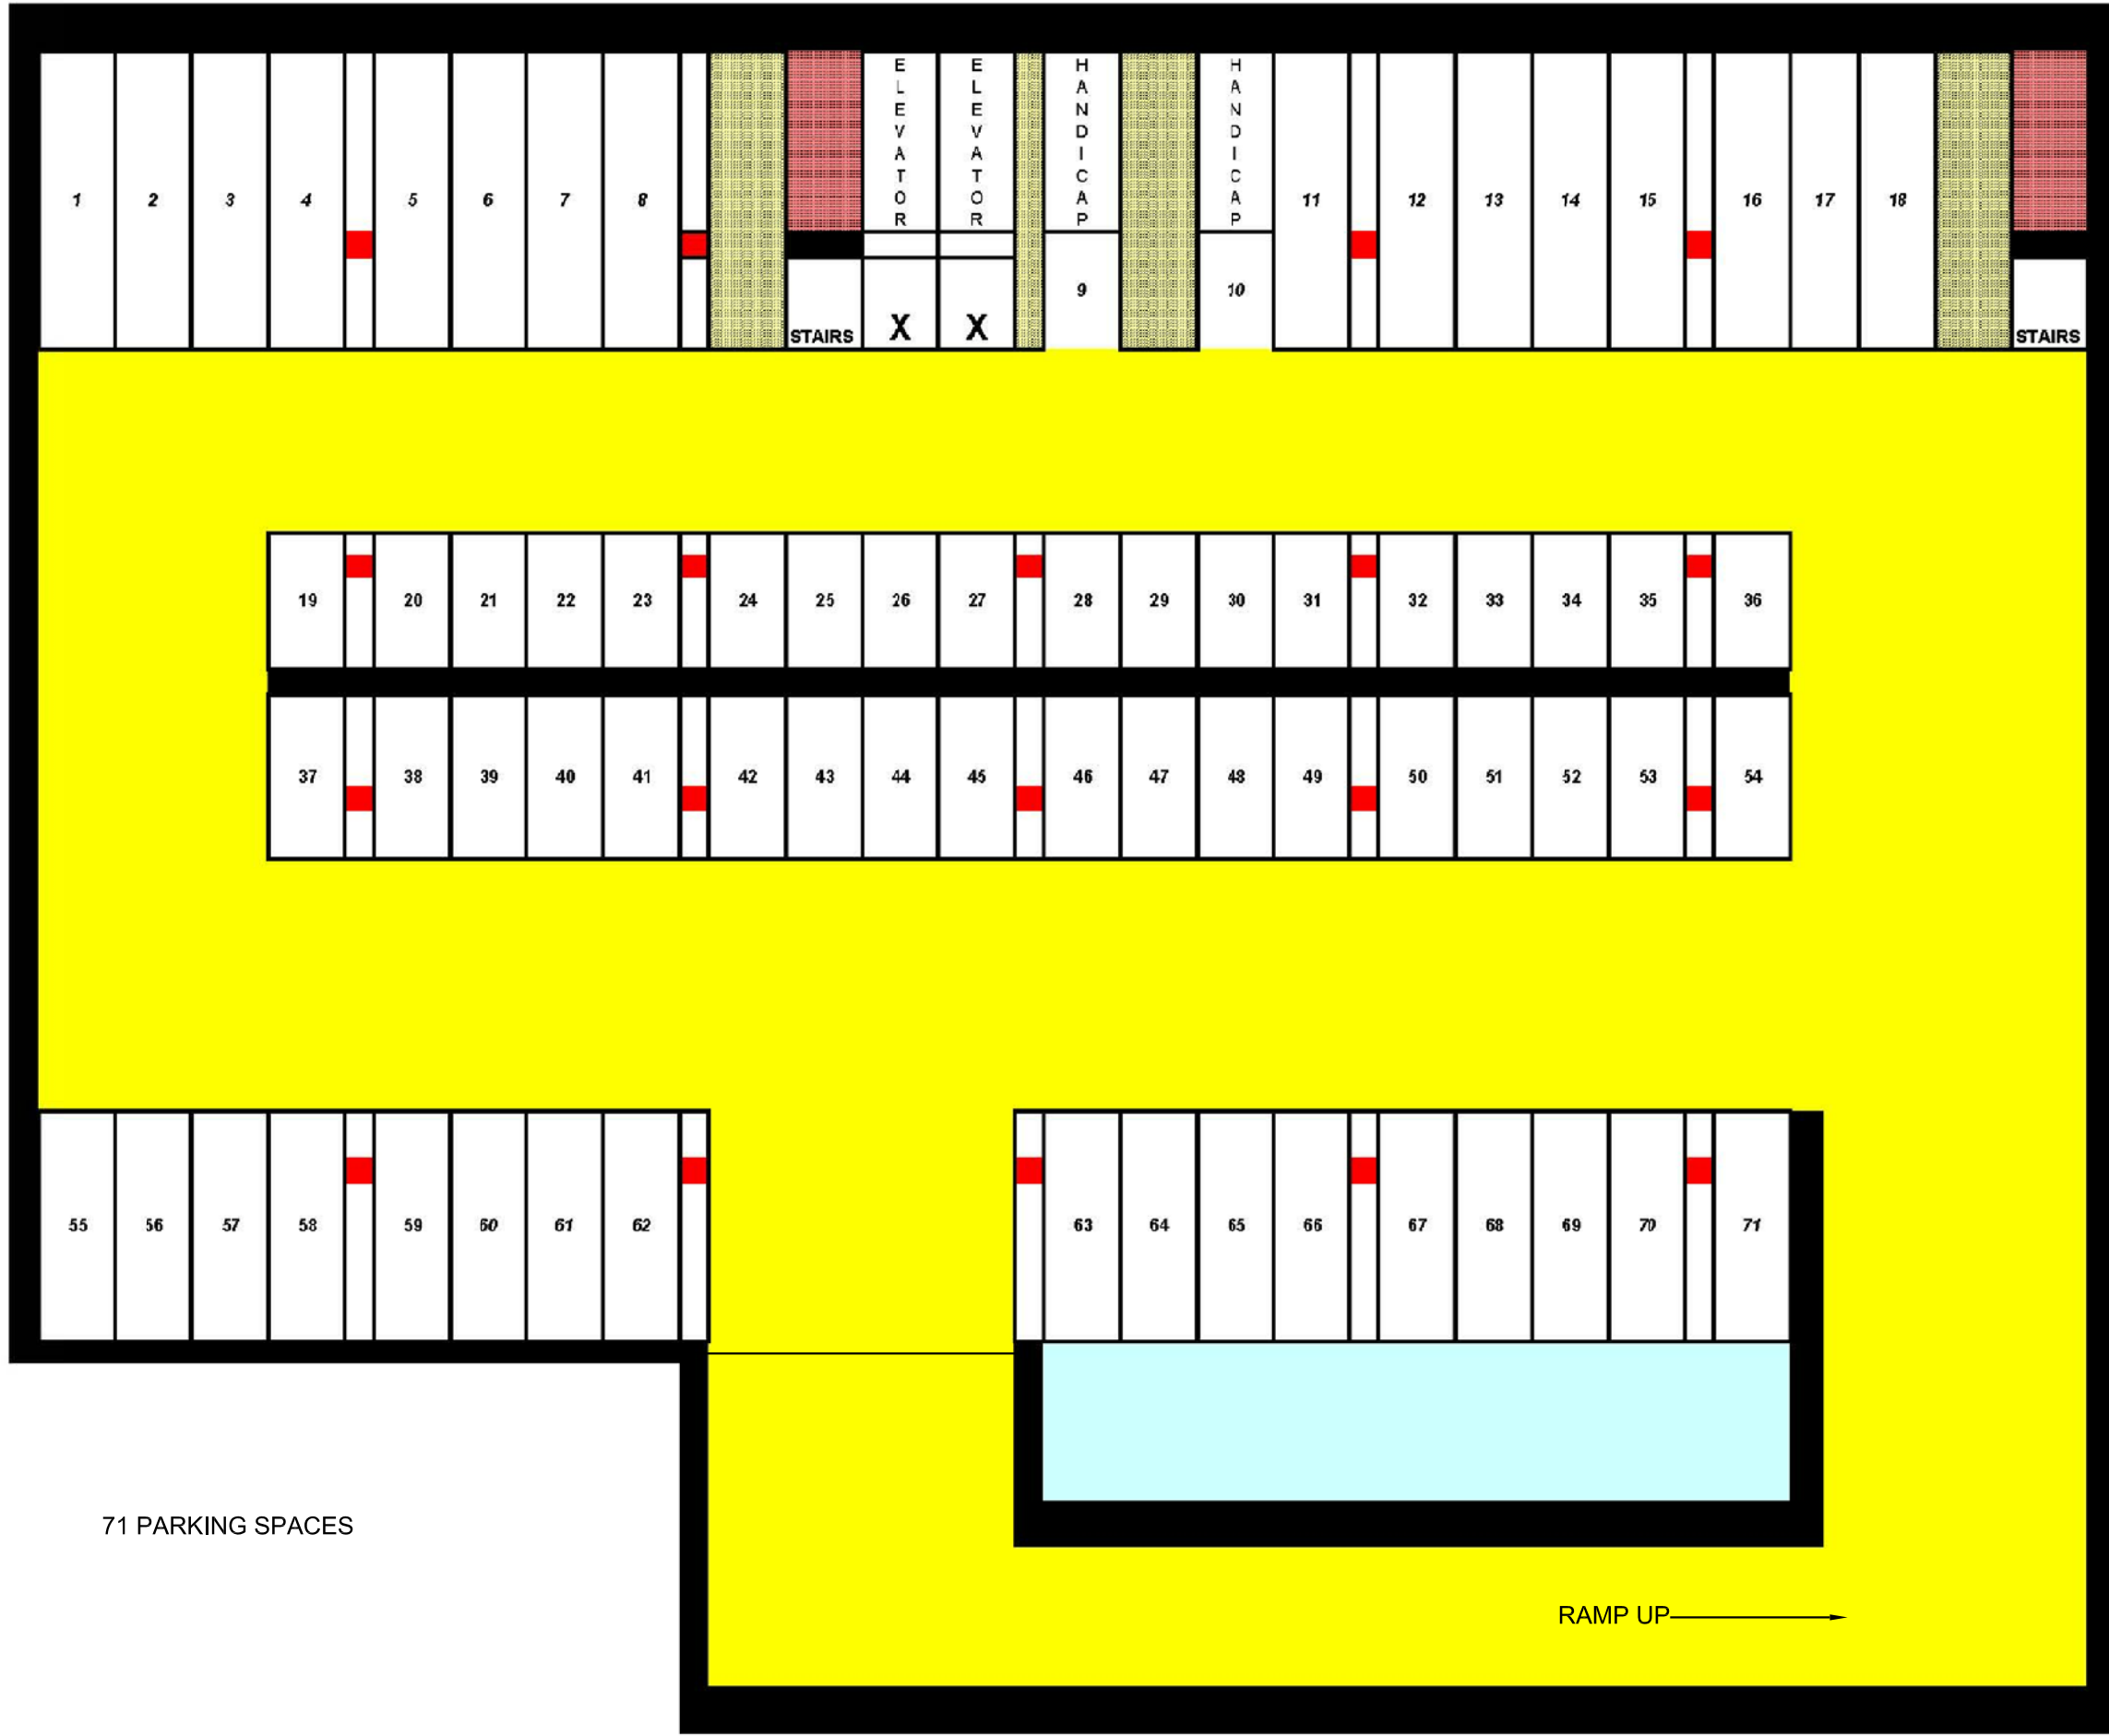 ELEVATOR ELEVATOR HANDICAP HANDICAP
1 2 3 4 5 6 7 8 11 12 13 14 15 16 17 18
9 10
STAIRS X X STAIRS
19 20 21 22 23 24 25 26 27 28 29 30 31 32 33 34 35 36
37 38 39 40 41 42 43 44 45 46 47 48 49 50 51 52 53 54
55 56 57 58 59 60 61 62 63 64 65 66 67 68 69 70 71
71 PARKING SPACES
RAMP UP